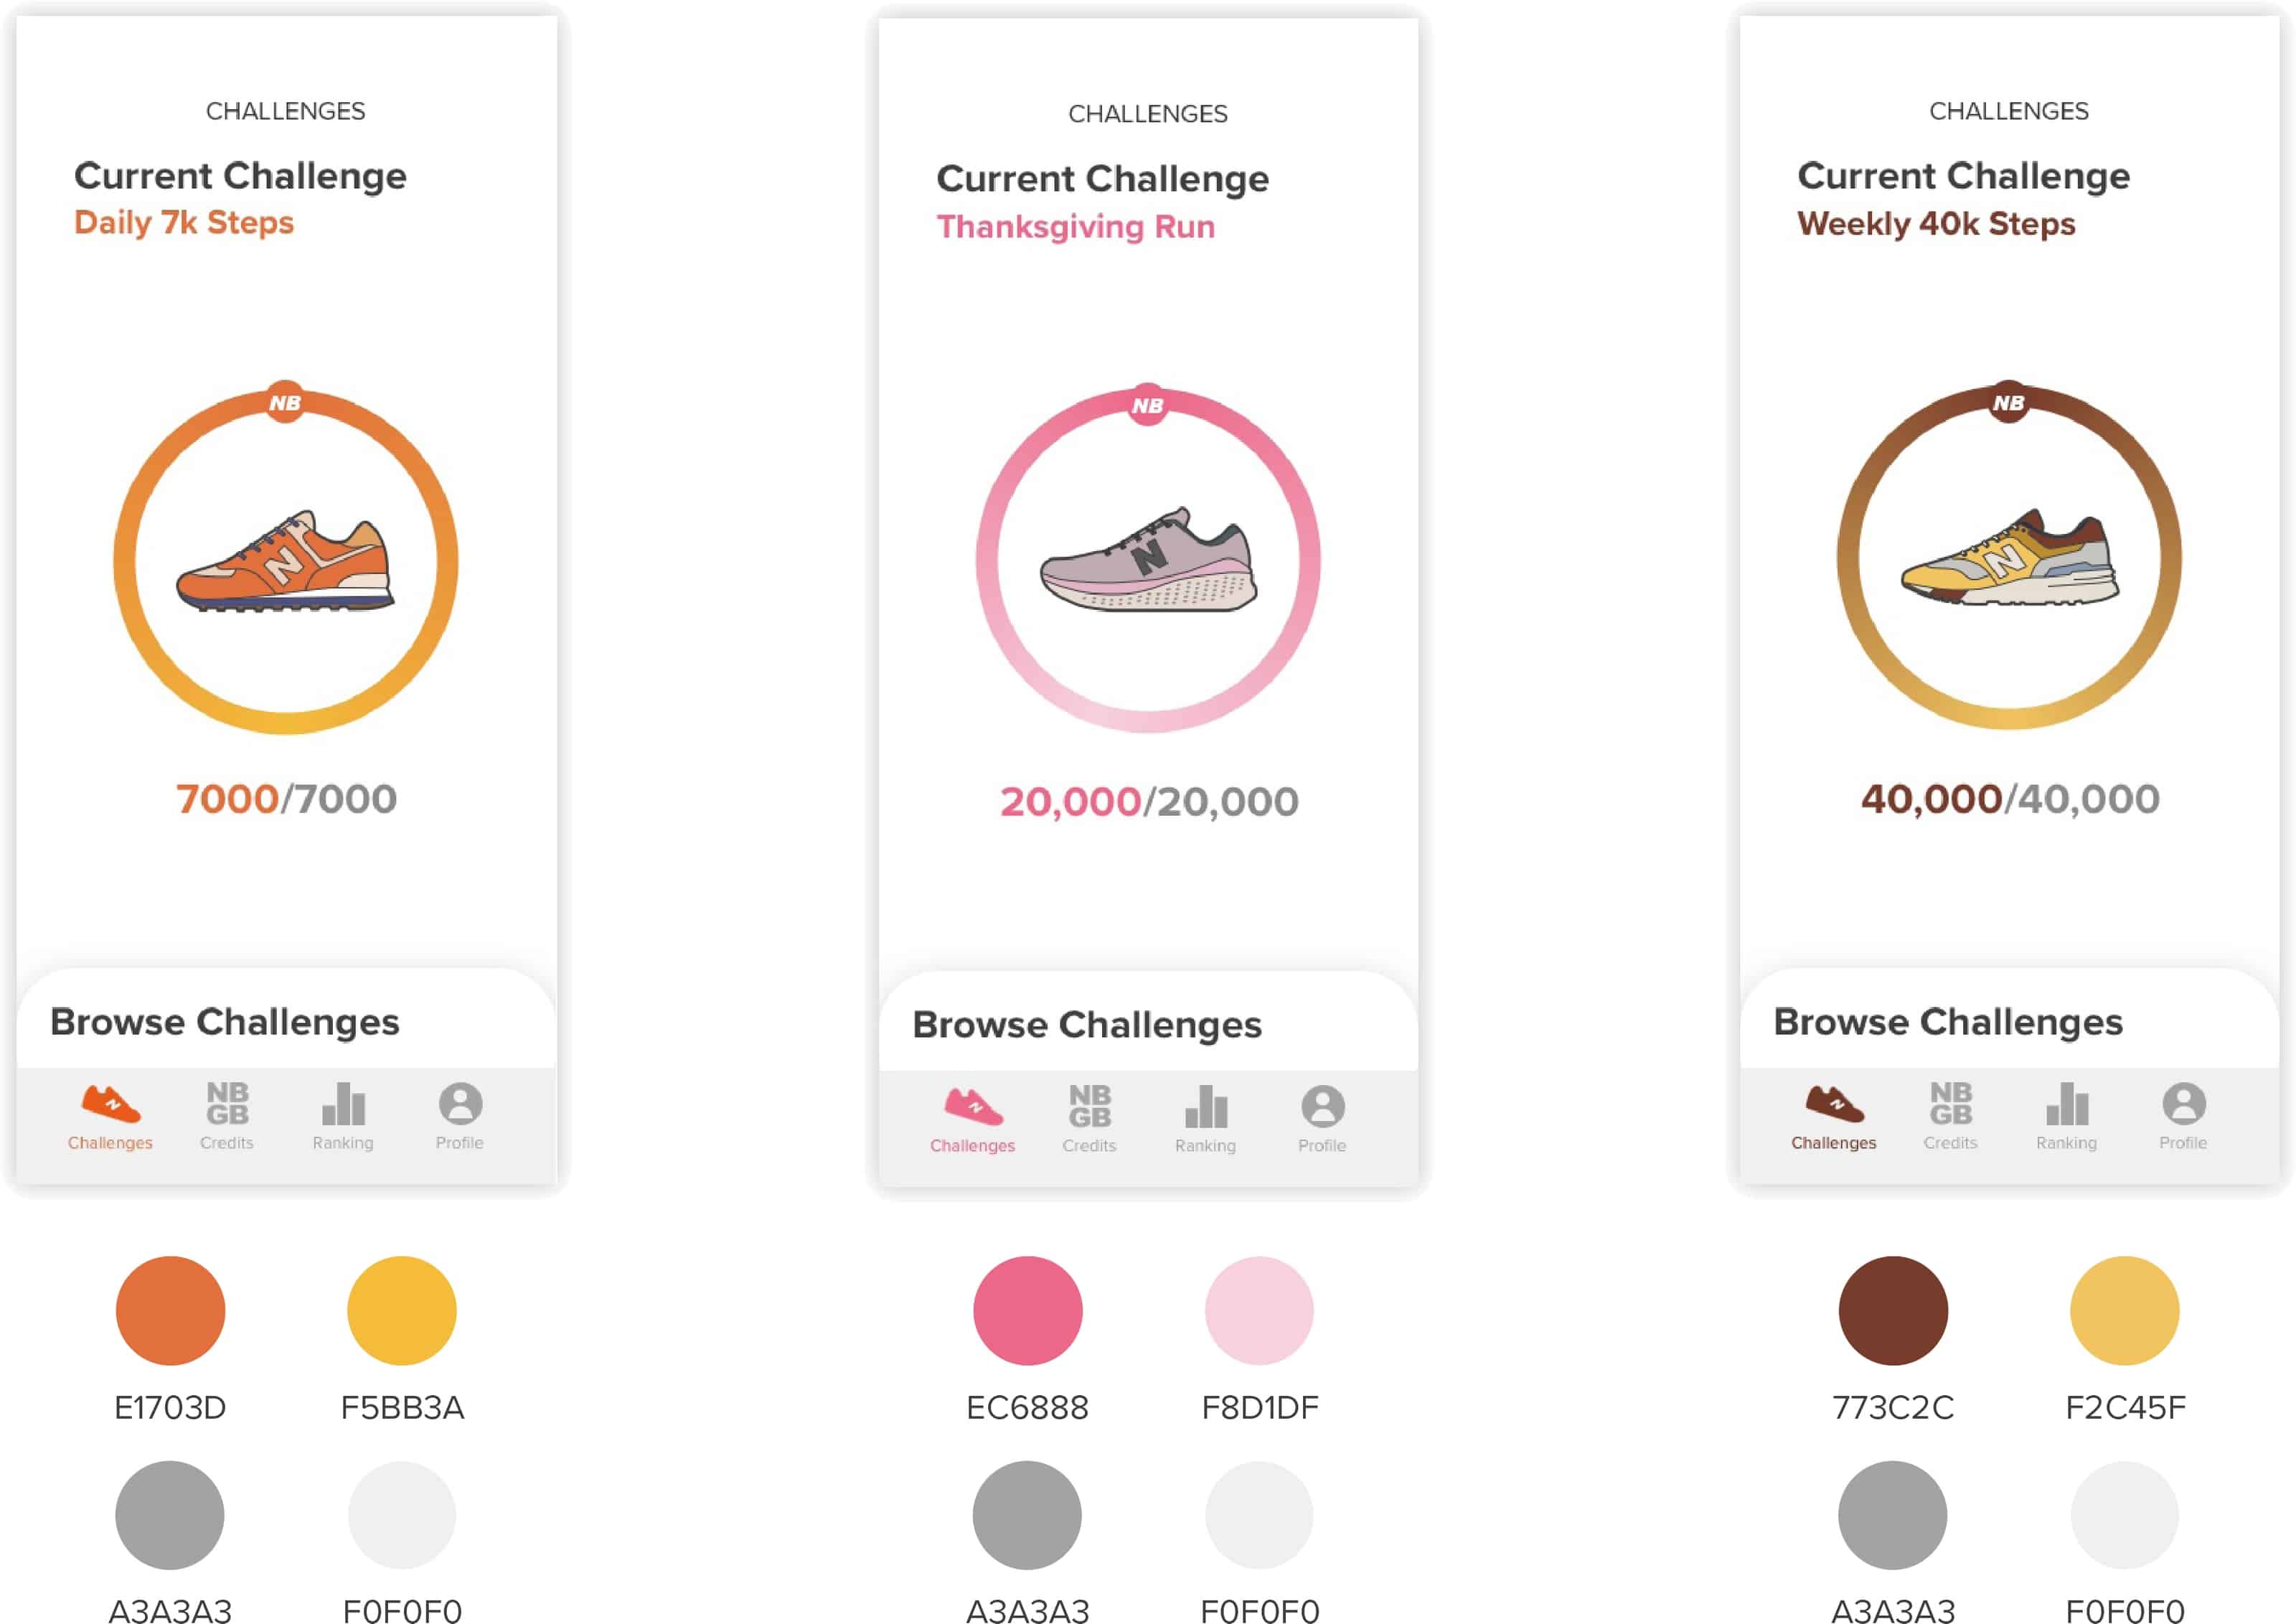 CHALLENGES
Current Challenge
Daily 7k Steps
NB
N
7000/7000
Browse Challenges
N
NB
GB
Challenges
Credits
Ranking
Profile
E1703D
F5BB3A
A3A3A3
F0F0F0
CHALLENGES
Current Challenge
Thanksgiving Run
NB
N
20,000/20,000
Browse Challenges
N
NB
GB
Challenges
Credits
Ranking
Profile
EC6888
F8D1DF
A3A3A3
F0F0F0
CHALLENGES
Current Challenge
Weekly 40k Steps
NB
N
40,000/40,000
Browse Challenges
N
NB
GB
Challenges
Credits
Ranking
Profile
773C2C
F2C45F
A3A3A3
F0F0F0